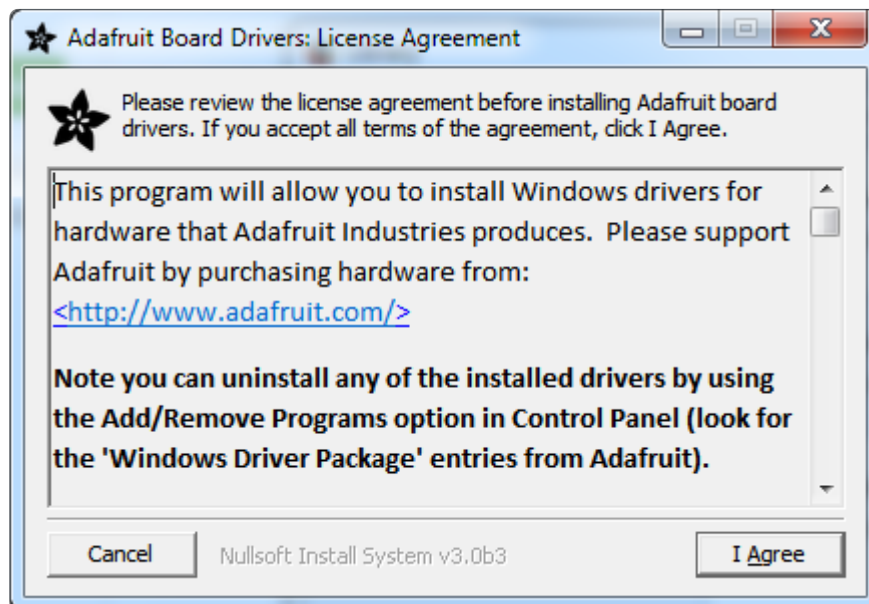 Adafruit Board Drivers: License Agreement
Please review the license agreement before installing Adafruit board
drivers. If you accept all terms of the agreement, click I Agree.
This program will allow you to install Windows drivers for
hardware that Adafruit Industries produces.  Please support
Adafruit by purchasing hardware from:
<http://www.adafruit.com/>
Note you can uninstall any of the installed drivers by using
the Add/Remove Programs option in Control Panel (look for
the 'Windows Driver Package' entries from Adafruit).
Cancel
Nullsoft Install System v3.0b3
I Agree